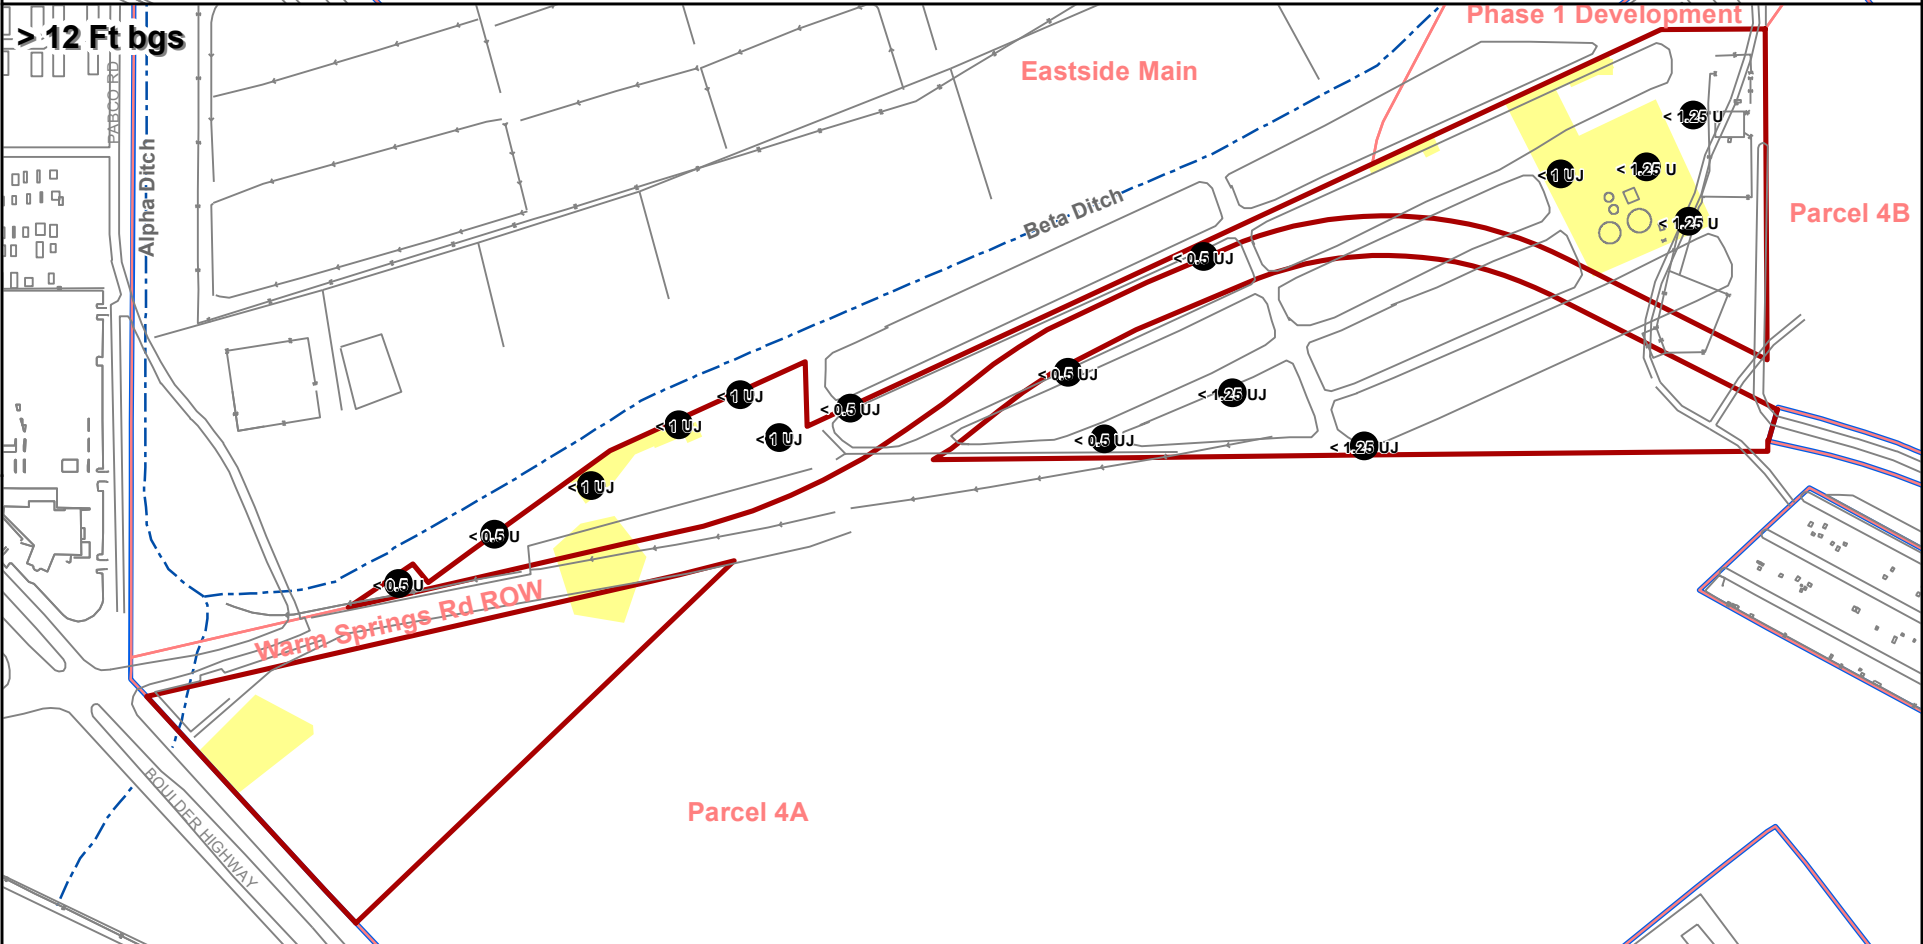 > 12 Ft bgs
Phase 1 Development
Eastside Main
PABCO RD
Alpha Ditch
Beta Ditch
Parcel 4B
< 1.25 U
< 1 UJ
< 1.25 U
< 1.25 U
< 0.5 UJ
< 0.5 UJ
< 1 UJ
< 1.25 UJ
< 0.5 UJ
< 1 UJ
< 1 UJ
< 0.5 UJ
< 1.25 UJ
< 1 UJ
< 0.5 U
< 0.5 U
Warm Springs Rd ROW
Parcel 4A
BOULDER HIGHWAY